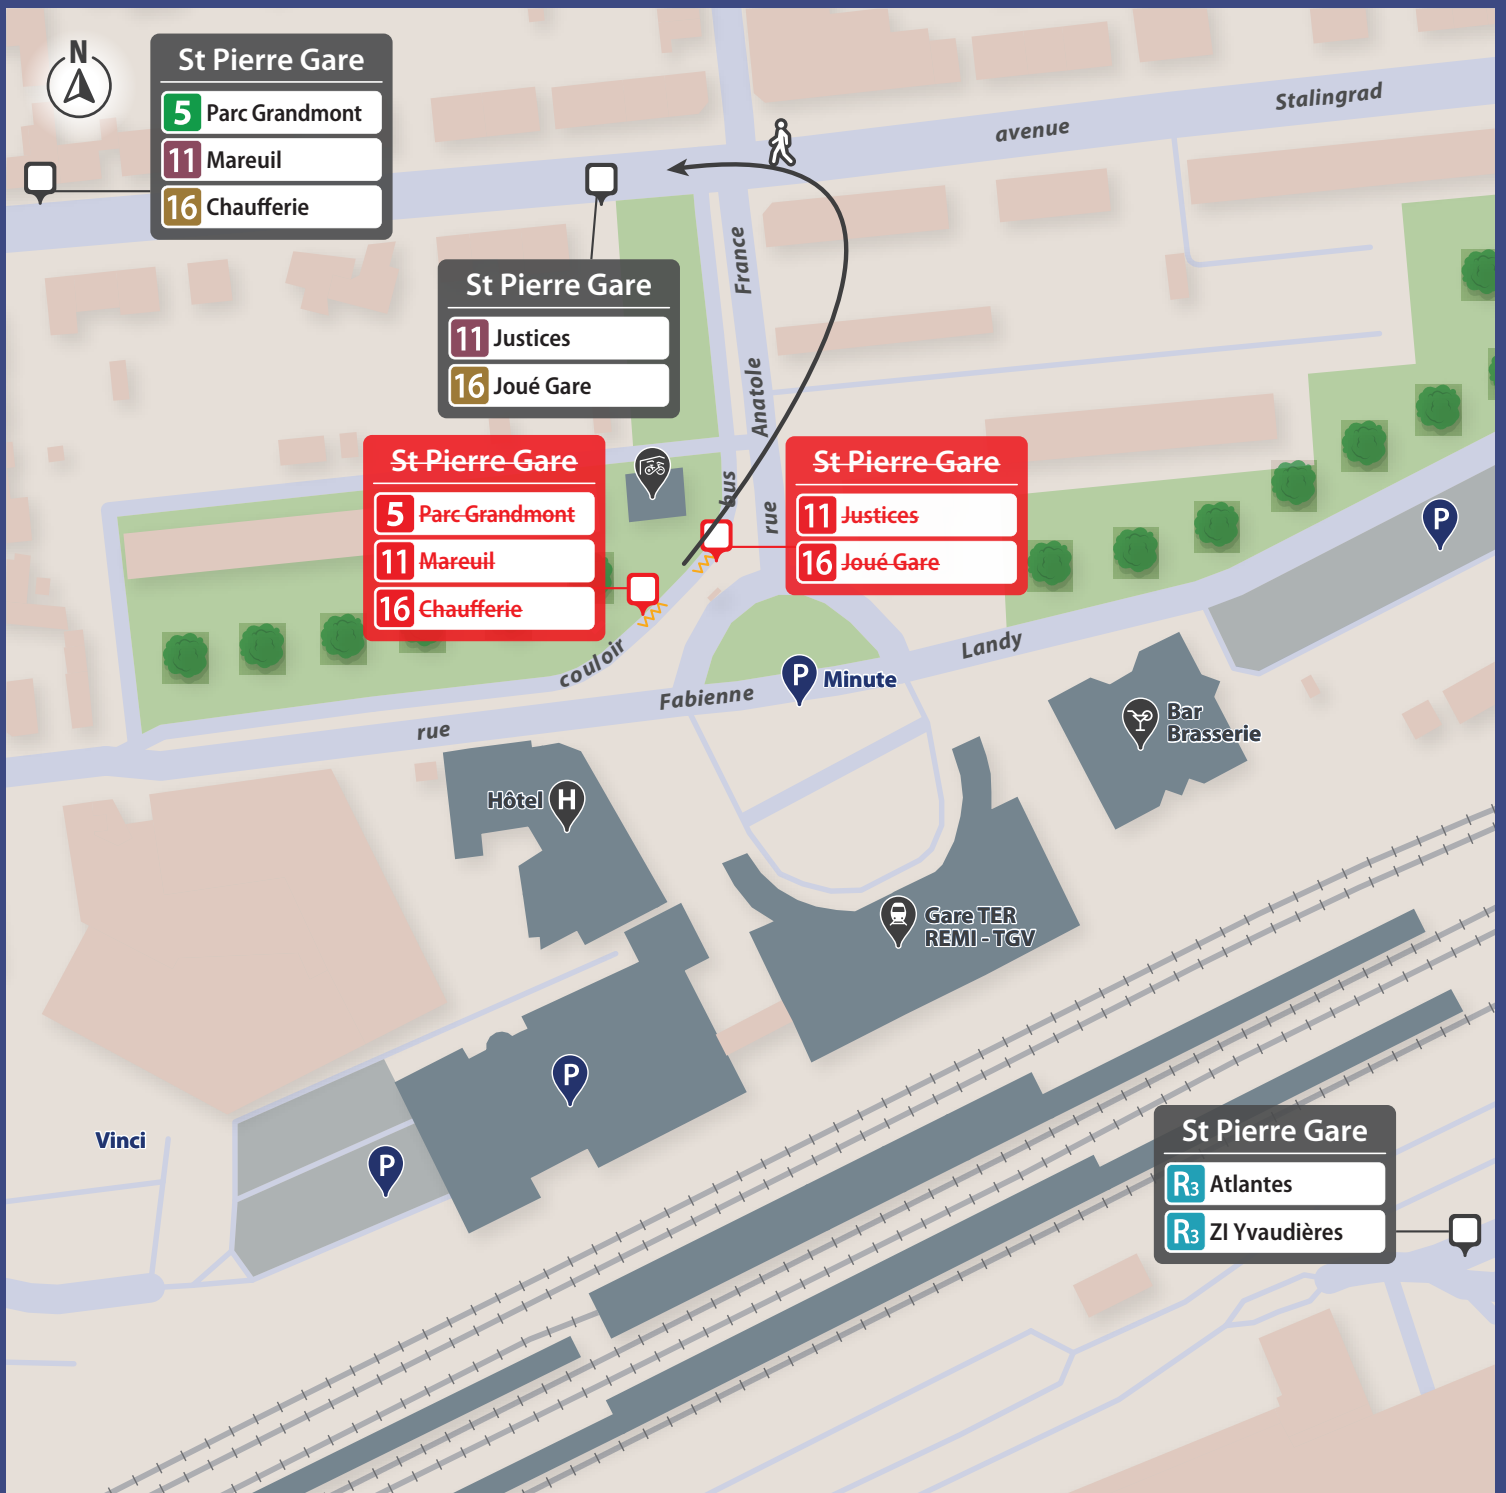 N
St Pierre Gare
5 Parc Grandmont
11 Mareuil
16 Chaufferie
avenue Stalingrad
St Pierre Gare
11 Justices
16 Joué Gare
rue Anatole France
St Pierre Gare
5 Parc Grandmont
11 Mareuil
16 Chaufferie
couloir bus
St Pierre Gare
11 Justices
16 Joué Gare
P
rue Fabienne Landy
P Minute
Bar
Brasserie
Hôtel H
Gare TER
REMI - TGV
P
Vinci
P
St Pierre Gare
R3 Atlantes
R3 ZI Yvaudières